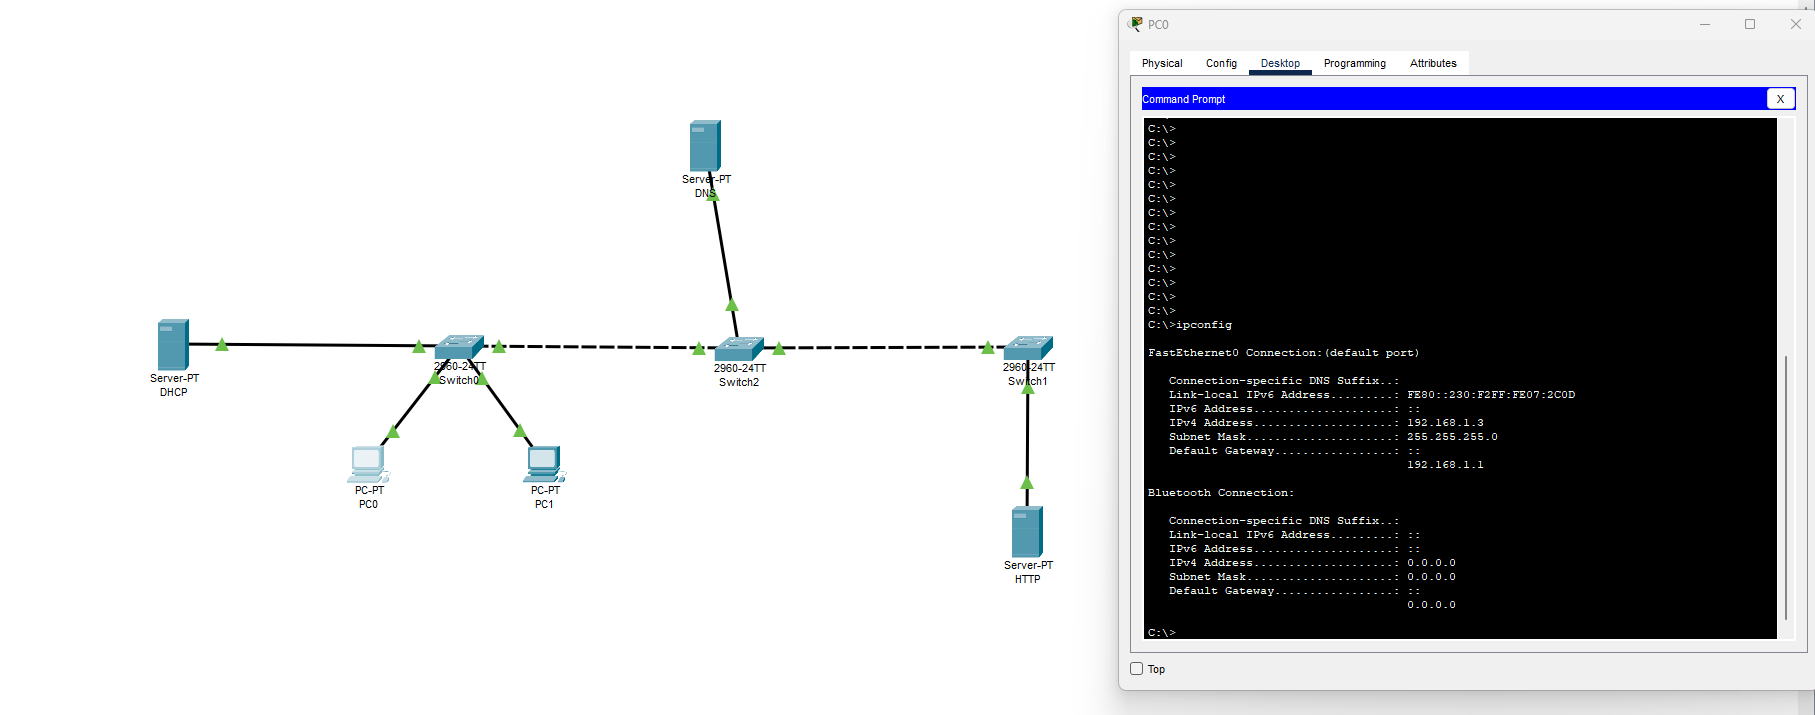 Server-PT
DNS
Server-PT
DHCP
2960-24TT
Switch0
2960-24TT
Switch2
2960-24TT
Switch1
PC-PT
PC0
PC-PT
PC1
Server-PT
HTTP
PC0
Physical Config Desktop Programming Attributes
Command Prompt X
C:\>
C:\>
C:\>
C:\>
C:\>
C:\>
C:\>
C:\>
C:\>
C:\>
C:\>
C:\>
C:\>
C:\>
C:\>ipconfig
FastEthernet0 Connection:(default port)
Connection-specific DNS Suffix..:
Link-local IPv6 Address.........: FE80::230:F2FF:FE07:2C0D
IPv6 Address....................: ::
IPv4 Address....................: 192.168.1.3
Subnet Mask.....................: 255.255.255.0
Default Gateway.................: ::
192.168.1.1
Bluetooth Connection:
Connection-specific DNS Suffix..:
Link-local IPv6 Address.........: ::
IPv6 Address....................: ::
IPv4 Address....................: 0.0.0.0
Subnet Mask.....................: 0.0.0.0
Default Gateway.................: ::
0.0.0.0
C:\>
Top